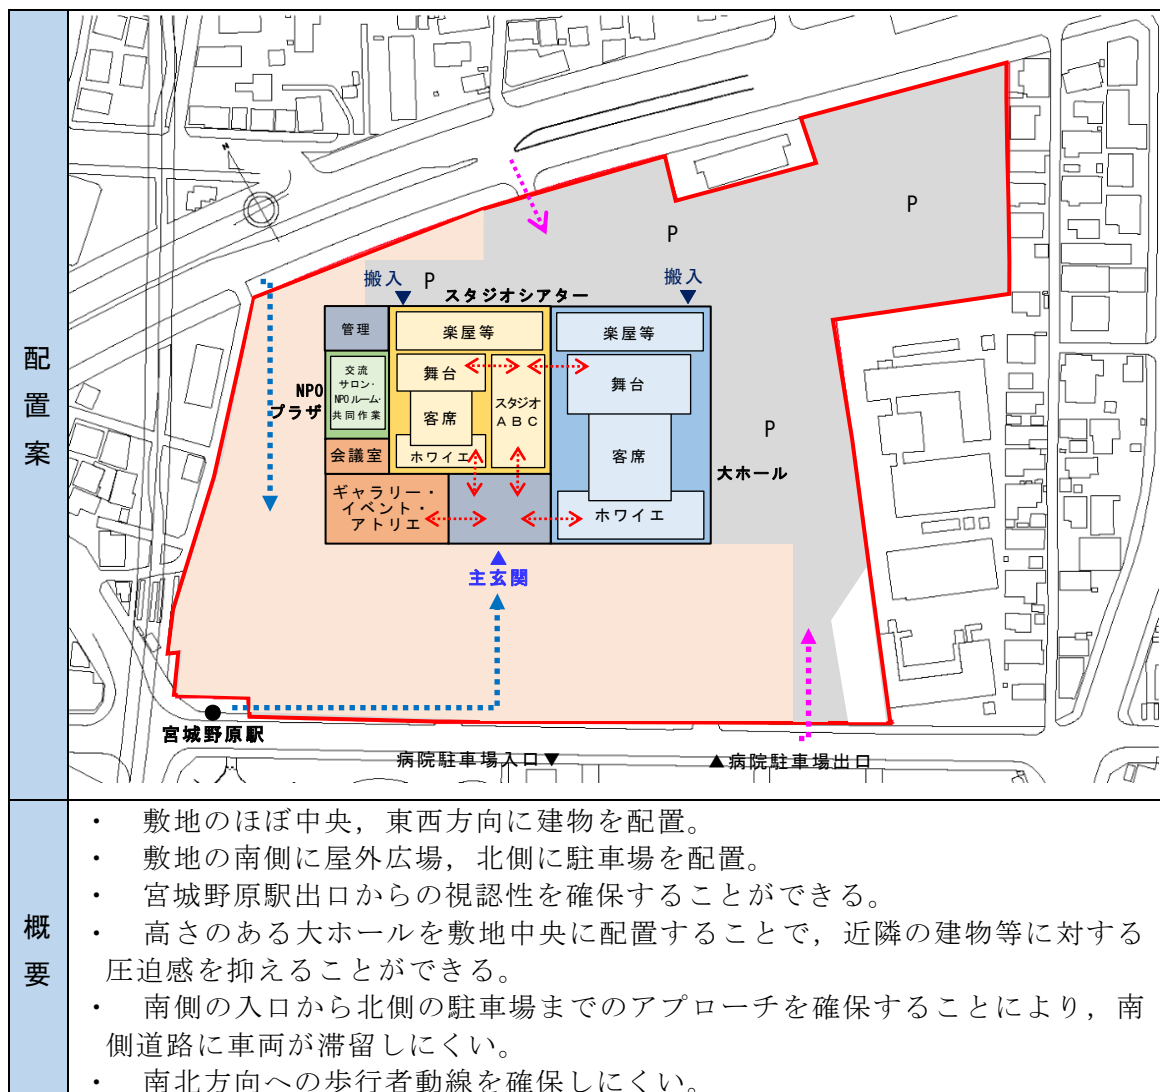 配置案
N
P
P
搬入
P
搬入
スタジオシアター
管理
楽屋等
楽屋等
交流
サロン・
NPOルーム・
共同作業
NPO
プラザ
舞台
スタジオ
ABC
舞台
客席
P
会議室
ホワイエ
客席
大ホール
ギャラリー・
イベント・
アトリエ
ホワイエ
主玄関
宮城野原駅
病院駐車場入口▼
▲病院駐車場出口
概要
・ 敷地のほぼ中央，東西方向に建物を配置。
・ 敷地の南側に屋外広場，北側に駐車場を配置。
・ 宮城野原駅出口からの視認性を確保することができる。
・ 高さのある大ホールを敷地中央に配置することで，近隣の建物等に対する
圧迫感を抑えることができる。
・ 南側の入口から北側の駐車場までのアプローチを確保することにより，南
側道路に車両が滞留しにくい。
・ 南北方向への歩行者動線を確保しにくい。